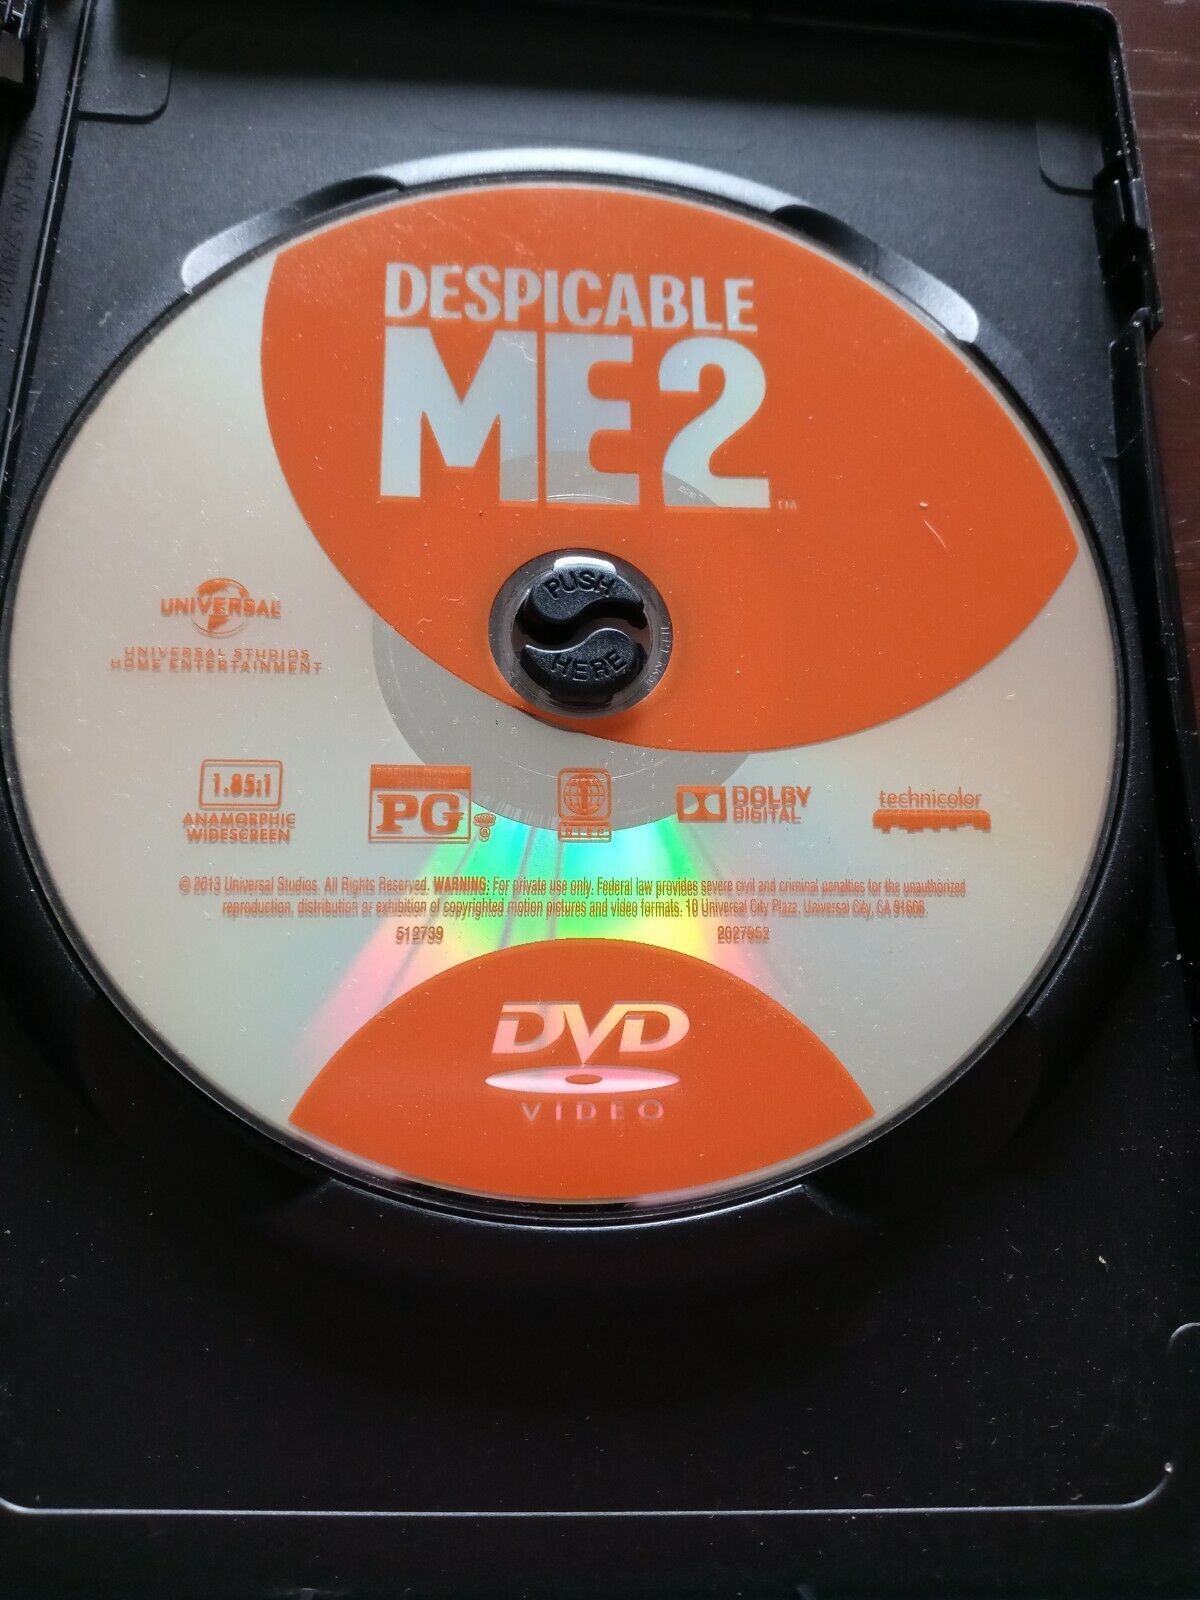 DESPICABLE
ME 2 ™
PUSH
HERE
UNIVERSAL
UNIVERSAL STUDIOS
HOME ENTERTAINMENT
1.85:1
ANAMORPHIC
WIDESCREEN
PG
NTSC
DOLBY
DIGITAL
technicolor
© 2013 Universal Studios. All Rights Reserved. WARNING: For private use only. Federal law provides severe civil and criminal penalties for the unauthorized
reproduction, distribution or exhibition of copyrighted motion pictures and video formats. 10 Universal City Plaza, Universal City, CA 91608.
512739
2027952
DVD
VIDEO